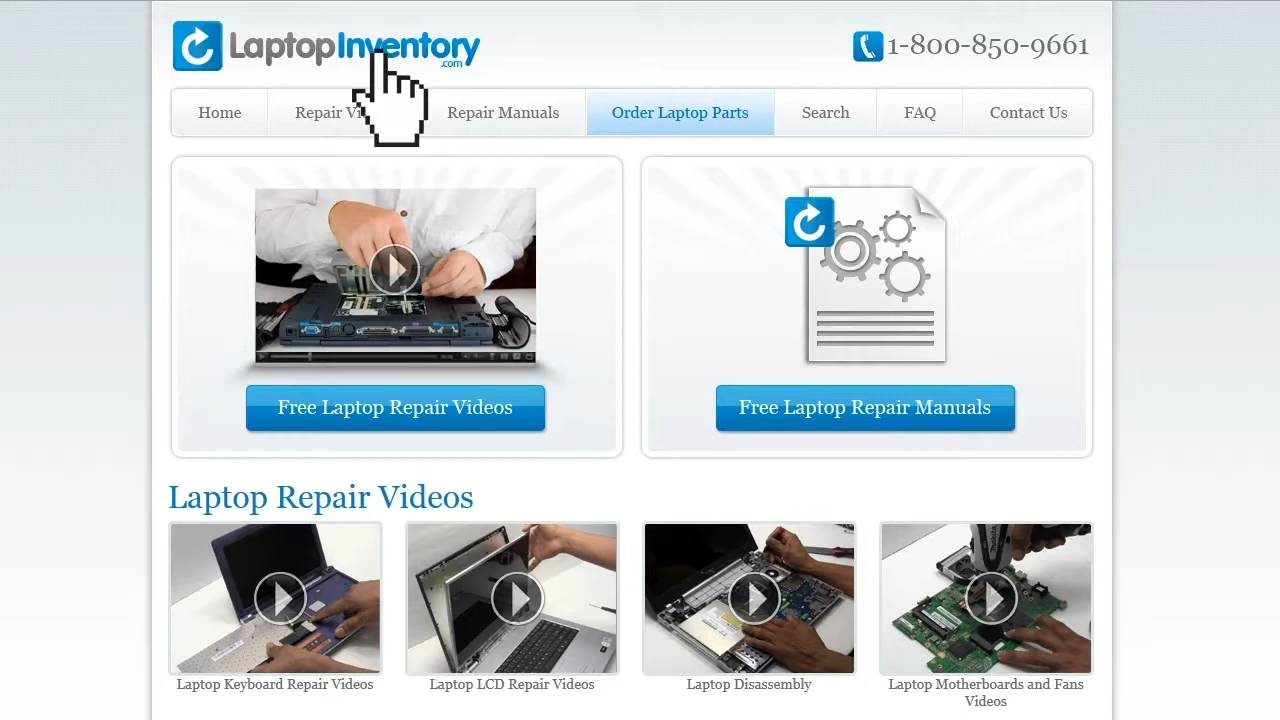 LaptopInventory
.com
1-800-850-9661
Home
Repair Vi
Repair Manuals
Order Laptop Parts
Search
FAQ
Contact Us
Free Laptop Repair Videos
Free Laptop Repair Manuals
Laptop Repair Videos
Laptop Keyboard Repair Videos
Laptop LCD Repair Videos
Laptop Disassembly
Laptop Motherboards and Fans
Videos